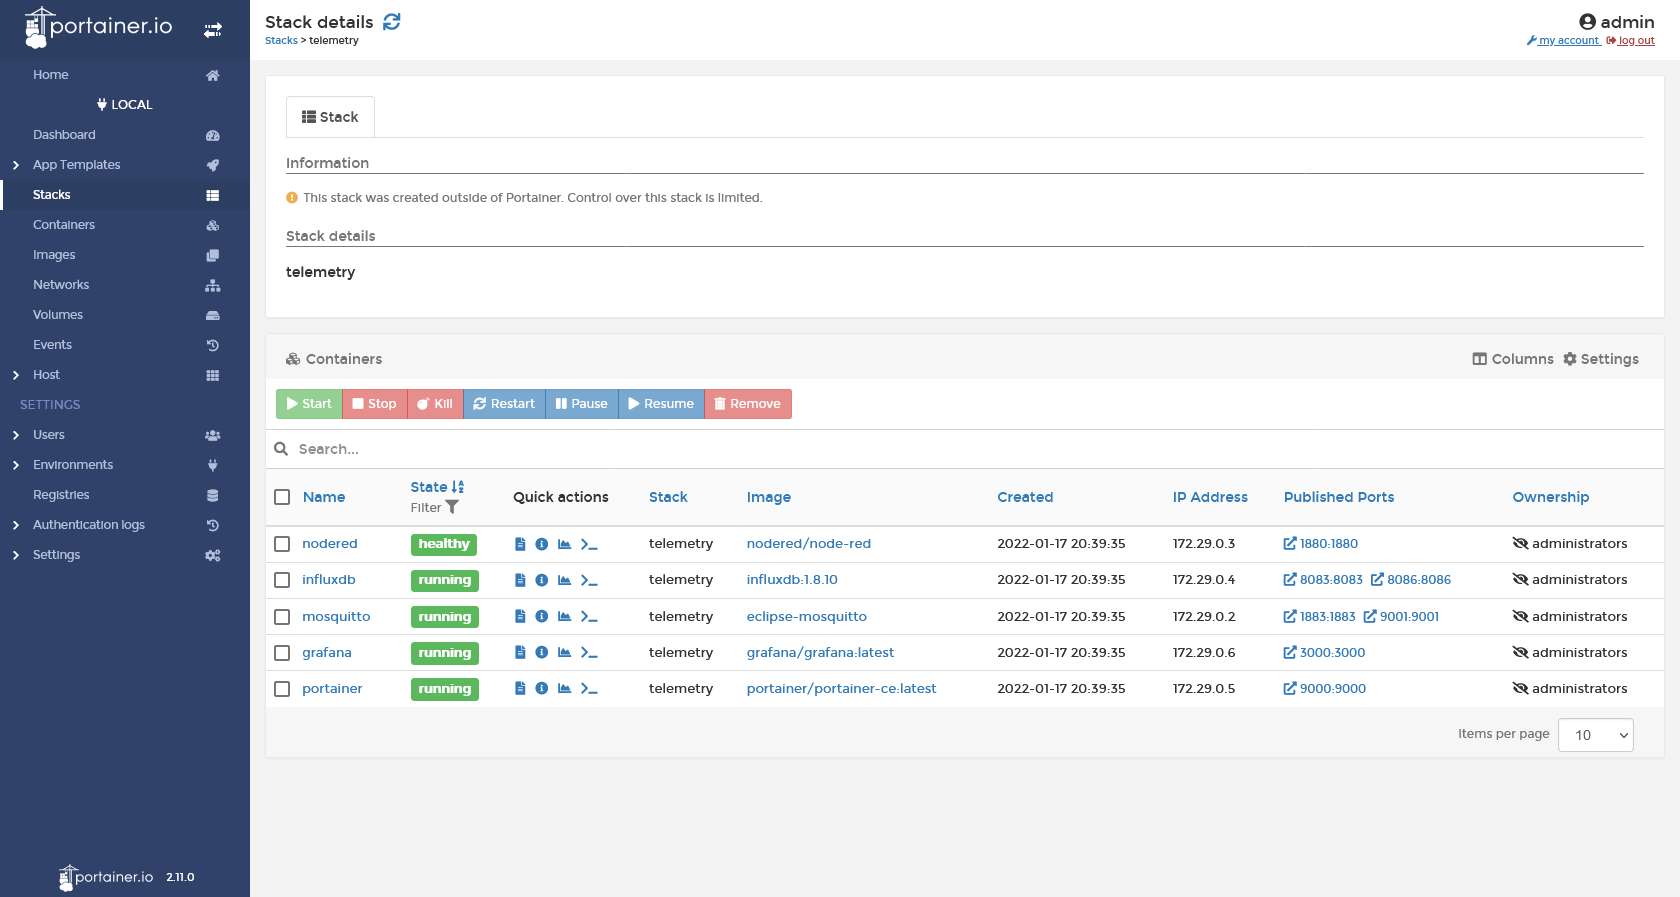 portainer.io
Home
LOCAL
Dashboard
App Templates
Stacks
Containers
Images
Networks
Volumes
Events
Host
SETTINGS
Users
Environments
Registries
Authentication logs
Settings
portainer.io 2.11.0
Stack details
Stacks > telemetry
admin
my account log out
Stack
Information
This stack was created outside of Portainer. Control over this stack is limited.
Stack details
telemetry
Containers
Columns Settings
Start Stop Kill Restart Pause Resume Remove
Search...
Name State Filter Quick actions Stack Image Created IP Address Published Ports Ownership
nodered healthy telemetry nodered/node-red 2022-01-17 20:39:35 172.29.0.3 1880:1880 administrators
influxdb running telemetry influxdb:1.8.10 2022-01-17 20:39:35 172.29.0.4 8083:8083 8086:8086 administrators
mosquitto running telemetry eclipse-mosquitto 2022-01-17 20:39:35 172.29.0.2 1883:1883 9001:9001 administrators
grafana running telemetry grafana/grafana:latest 2022-01-17 20:39:35 172.29.0.6 3000:3000 administrators
portainer running telemetry portainer/portainer-ce:latest 2022-01-17 20:39:35 172.29.0.5 9000:9000 administrators
Items per page 10